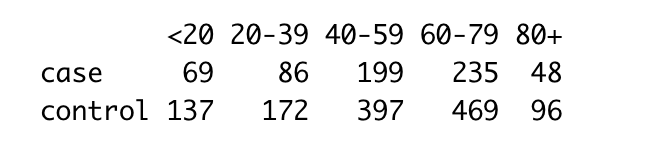 <20 20-39 40-59 60-79 80+
case 69 86 199 235 48
control 137 172 397 469 96